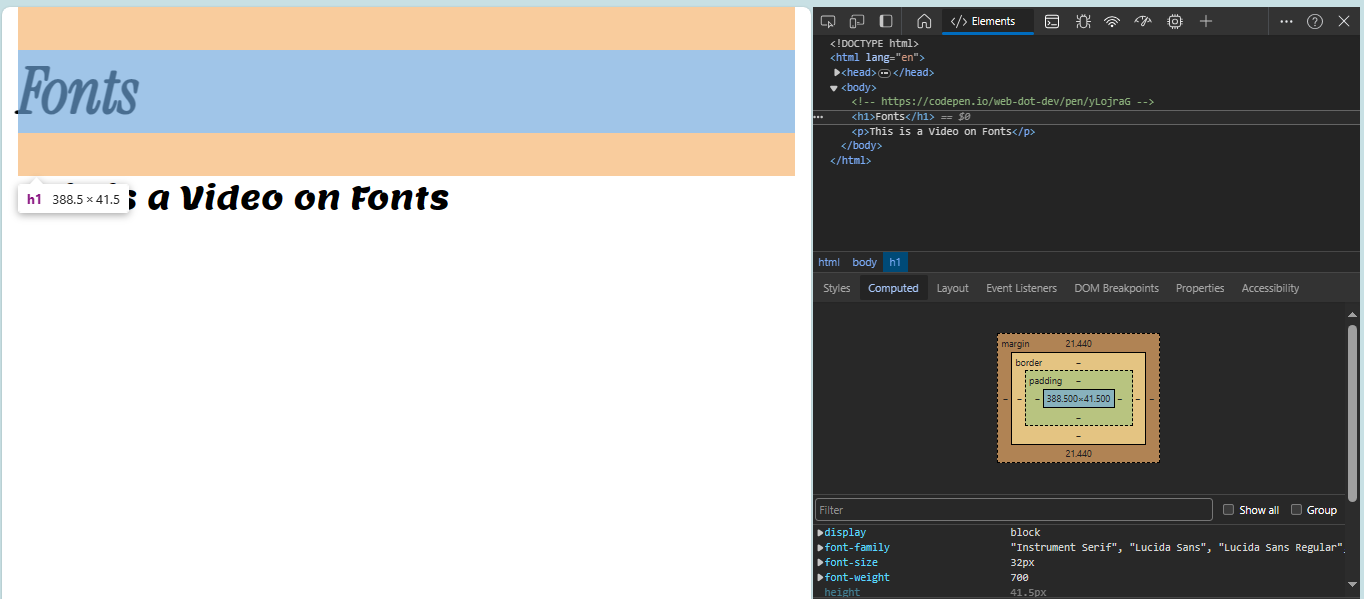 Fonts
s a Video on Fonts
h1 388.5 × 41.5
Elements
<!DOCTYPE html>
<html lang="en">
<head> ••• </head>
<body>
<!-- https://codepen.io/web-dot-dev/pen/yLojraG -->
••• <h1>Fonts</h1> == $0
<p>This is a Video on Fonts</p>
</body>
</html>
html body h1
Styles Computed Layout Event Listeners DOM Breakpoints Properties Accessibility
margin 21.440
border –
padding –
– – – 388.500×41.500 – – –
–
–
21.440
Filter Show all Group
display block
font-family "Instrument Serif", "Lucida Sans", "Lucida Sans Regular",
font-size 32px
font-weight 700
height 41.5px